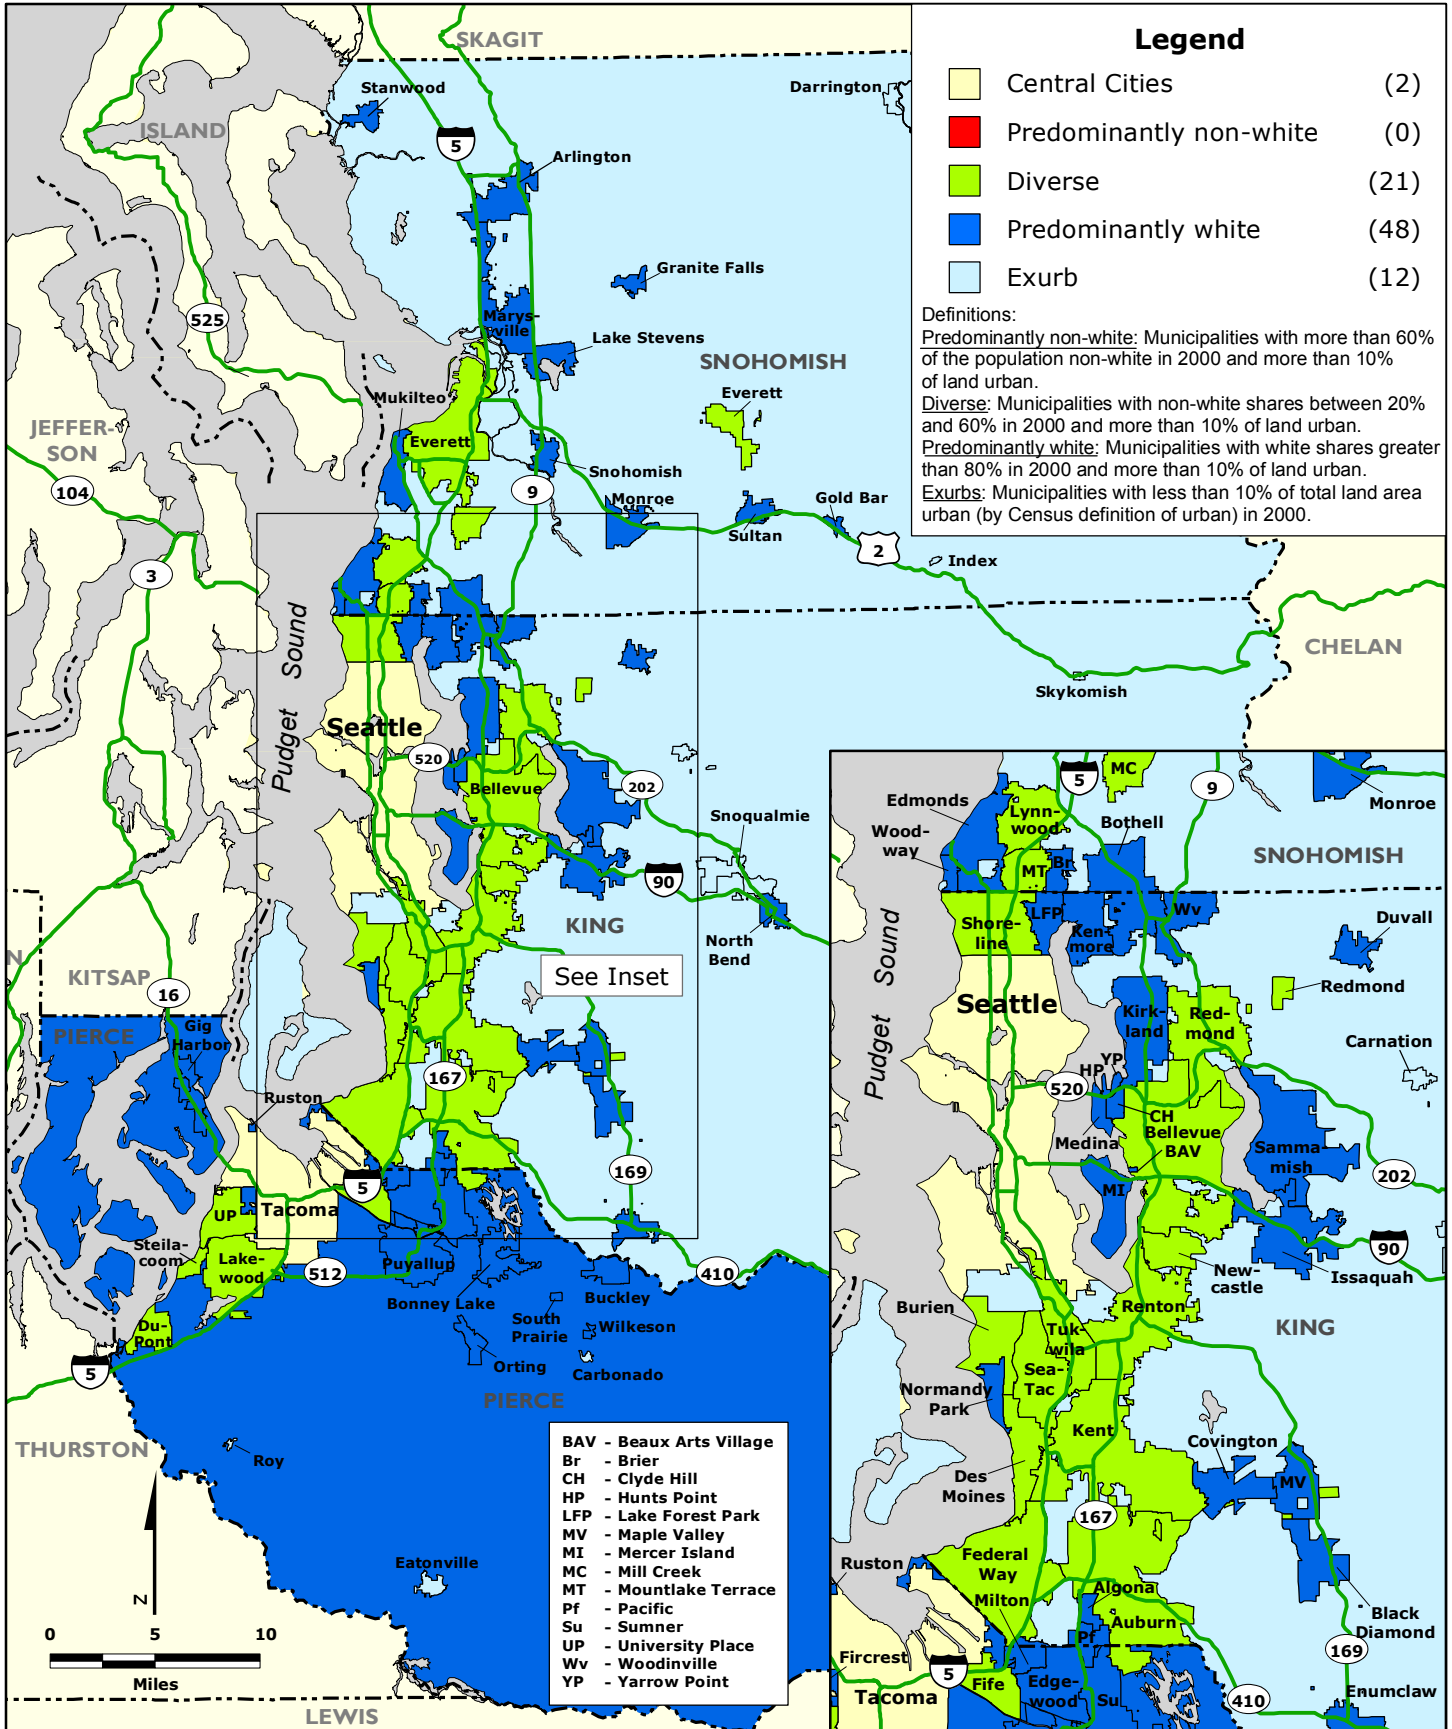 SKAGIT
Stanwood
Darrington
ISLAND
5
Arlington
Granite Falls
525
Marys-
ville
Lake Stevens
SNOHOMISH
Everett
Mukilteo
JEFFER-
SON
Everett
Snohomish
104
9
Monroe
Gold Bar
Sultan
2
Index
3
Pudget Sound
CHELAN
Skykomish
Seattle
520
Bellevue
202
Snoqualmie
90
KING
North
Bend
N
See Inset
KITSAP
16
PIERCE
Gig
Harbor
167
Ruston
169
5
UP
Tacoma
Steila-
coom
Lake-
wood
512
Puyallup
410
Bonney Lake
Buckley
South
Prairie
Wilkeson
Du-
Pont
Orting
Carbonado
5
PIERCE
THURSTON
Roy
Eatonville
N
0 5 10
Miles
LEWIS
BAV - Beaux Arts Village
Br - Brier
CH - Clyde Hill
HP - Hunts Point
LFP - Lake Forest Park
MV - Maple Valley
MI - Mercer Island
MC - Mill Creek
MT - Mountlake Terrace
Pf - Pacific
Su - Sumner
UP - University Place
Wv - Woodinville
YP - Yarrow Point
Legend
Central Cities (2)
Predominantly non-white (0)
Diverse (21)
Predominantly white (48)
Exurb (12)
Definitions:
Predominantly non-white: Municipalities with more than 60%
of the population non-white in 2000 and more than 10%
of land urban.
Diverse: Municipalities with non-white shares between 20%
and 60% in 2000 and more than 10% of land urban.
Predominantly white: Municipalities with white shares greater
than 80% in 2000 and more than 10% of land urban.
Exurbs: Municipalities with less than 10% of total land area
urban (by Census definition of urban) in 2000.
5
MC
9
Monroe
Edmonds
Lynn-
wood
Wood-
way
Bothell
SNOHOMISH
MT
Br
Shore-
line
LFP
Ken-
more
Wv
Duvall
Pudget Sound
Redmond
Seattle
Kirk-
land
Red-
mond
Carnation
YP
HP
520
CH
Medina
Bellevue
BAV
Samma-
mish
202
MI
90
New-
castle
Issaquah
Burien
Renton
KING
Tuk-
wila
Sea-
Tac
Normandy
Park
Kent
Covington
Des
Moines
MV
167
Federal
Way
Ruston
Algona
Milton
Auburn
Black
Diamond
Pf
169
Fircrest
5
Fife
Edge-
wood
Su
Tacoma
410
Enumclaw